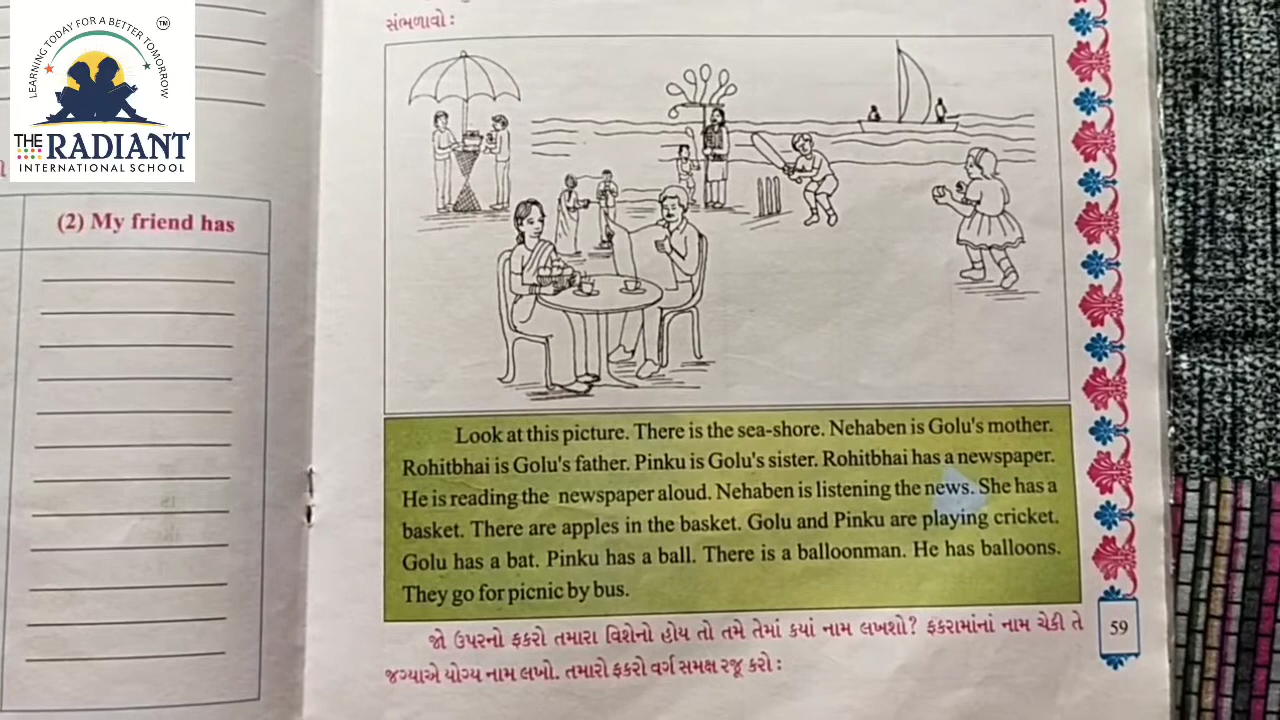 LEARNING TODAY FOR A BETTER TOMORROW
TM
THE RADIANT
INTERNATIONAL SCHOOL
(2) My friend has
સંભળાવો :
Look at this picture. There is the sea-shore. Nehaben is Golu's mother.
Rohitbhai is Golu's father. Pinku is Golu's sister. Rohitbhai has a newspaper.
He is reading the newspaper aloud. Nehaben is listening the news. She has a
basket. There are apples in the basket. Golu and Pinku are playing cricket.
Golu has a bat. Pinku has a ball. There is a balloonman. He has balloons.
They go for picnic by bus.
જો ઉપરનો ફકરો તમારા વિશેનો હોય તો તમે તેમાં કયાં નામ લખશો? ફકરામાંનાં નામ ચેકી તે
જગ્યાએ યોગ્ય નામ લખો. તમારો ફકરો વર્ગ સમક્ષ રજૂ કરો :
59